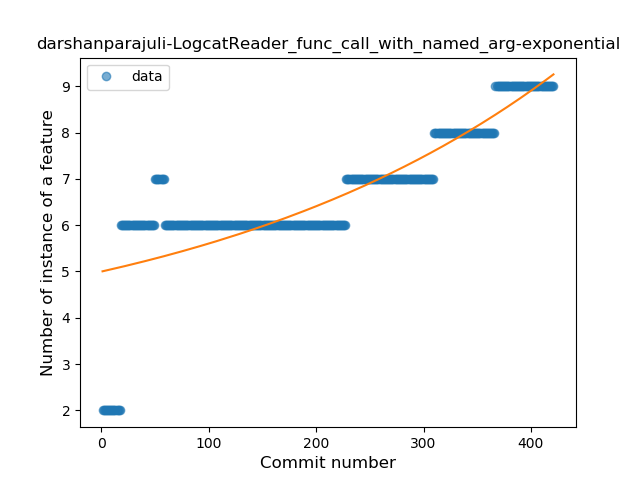 darshanparajuli-LogcatReader_func_call_with_named_arg-exponential
data
Number of instance of a feature
9
8
7
6
5
4
3
2
0 100 200 300 400
Commit number